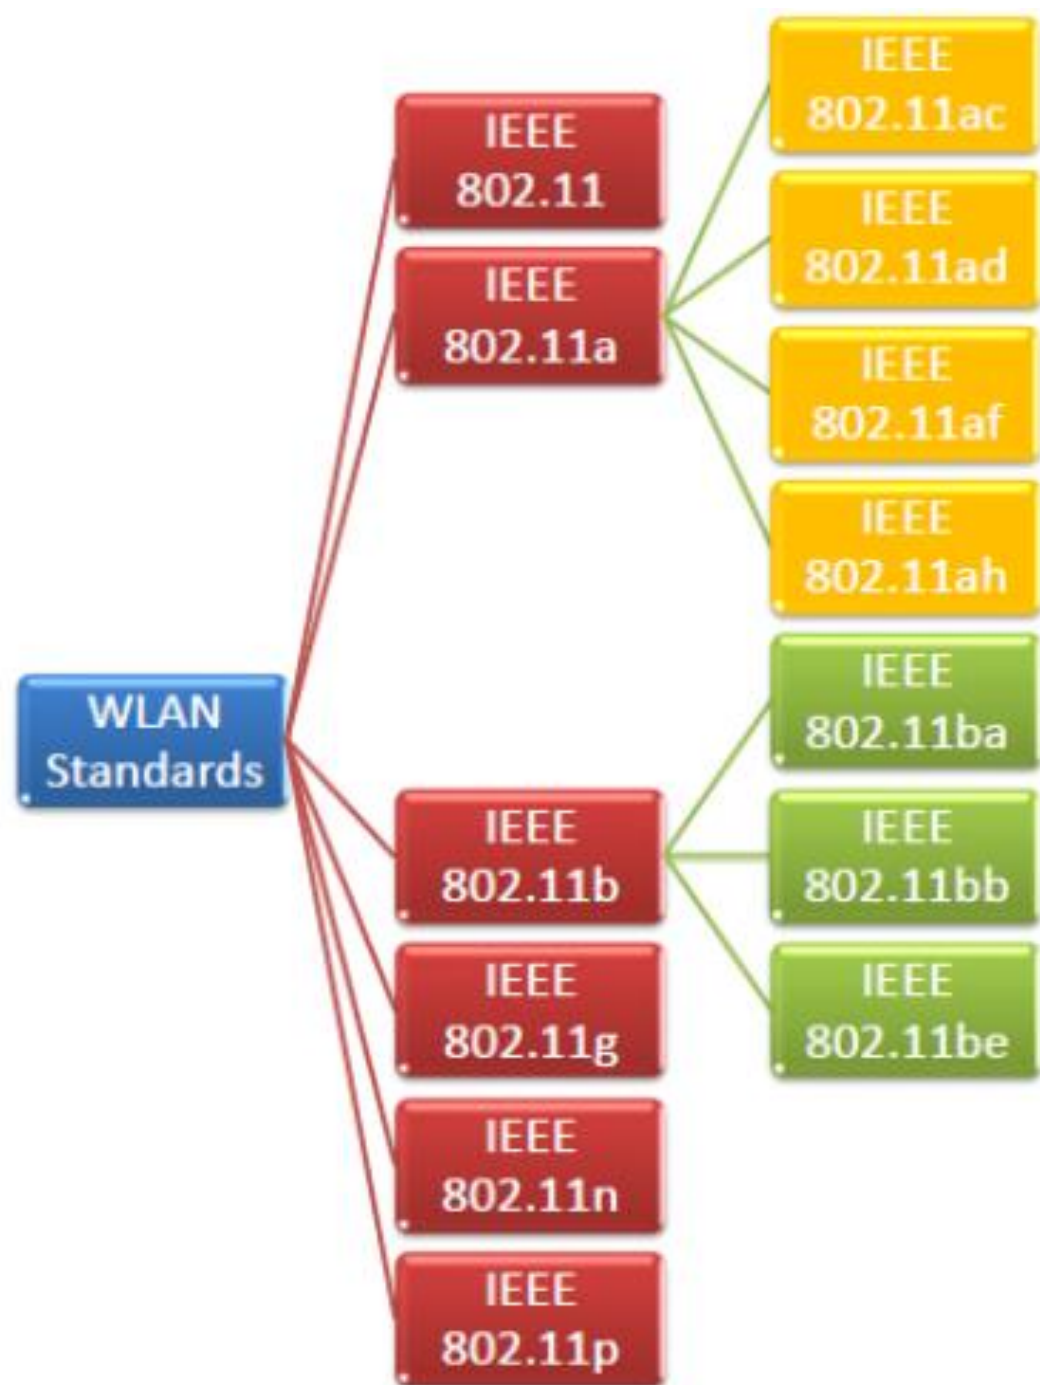 WLAN
Standards
IEEE
802.11
IEEE
802.11a
IEEE
802.11ac
IEEE
802.11ad
IEEE
802.11af
IEEE
802.11ah
IEEE
802.11b
IEEE
802.11ba
IEEE
802.11bb
IEEE
802.11be
IEEE
802.11g
IEEE
802.11n
IEEE
802.11p